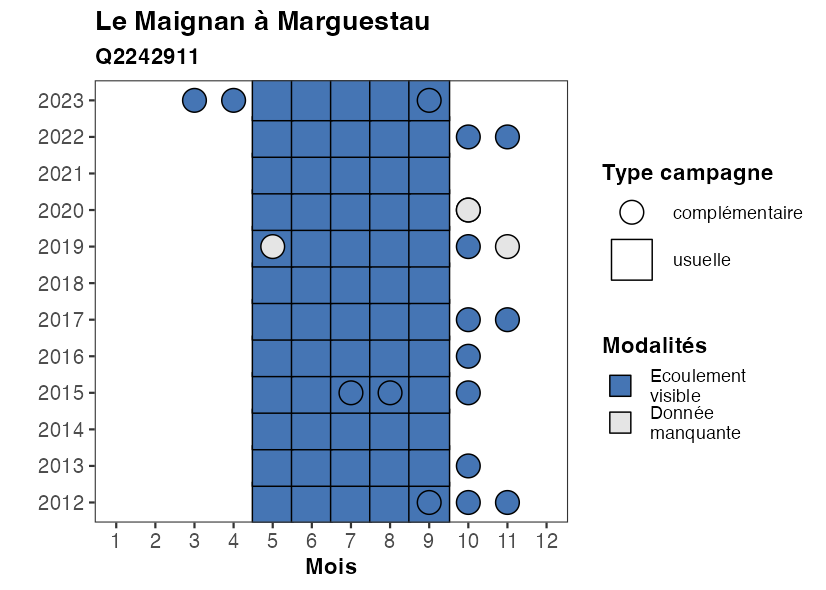 Le Maignan à Marguestau
Q2242911
2023
2022
2021
2020
2019
2018
2017
2016
2015
2014
2013
2012
1 2 3 4 5 6 7 8 9 10 11 12
Mois
Type campagne
complémentaire
usuelle
Modalités
Ecoulement
visible
Donnée
manquante